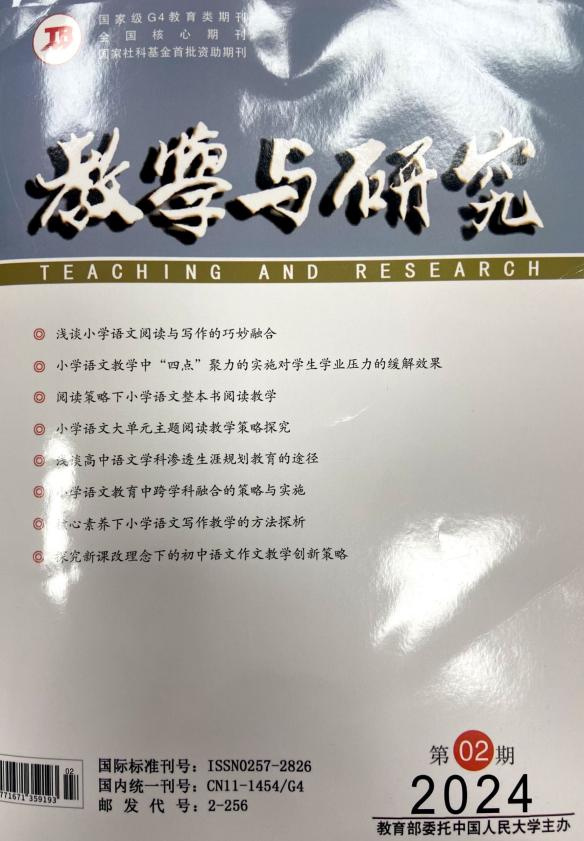 国家级G4教育类期刊
全国核心期刊
国家社科基金首批资助期刊
教学与研究
TEACHING AND RESEARCH
浅谈小学语文阅读与写作的巧妙融合
小学语文教学中“四点”聚力的实施对学生学业压力的缓解效果
阅读策略下小学语文整本书阅读教学
小学语文大单元主题阅读教学策略探究
浅谈高中语文学科渗透生涯规划教育的途径
小学语文教育中跨学科融合的策略与实施
核心素养下小学语文写作教学的方法探析
探究新课改理念下的初中语文作文教学创新策略
国际标准刊号：ISSN0257-2826
国内统一刊号：CN11-1454/G4
邮发代号：2-256
02
771671 359193
第02期
2024
教育部委托中国人民大学主办